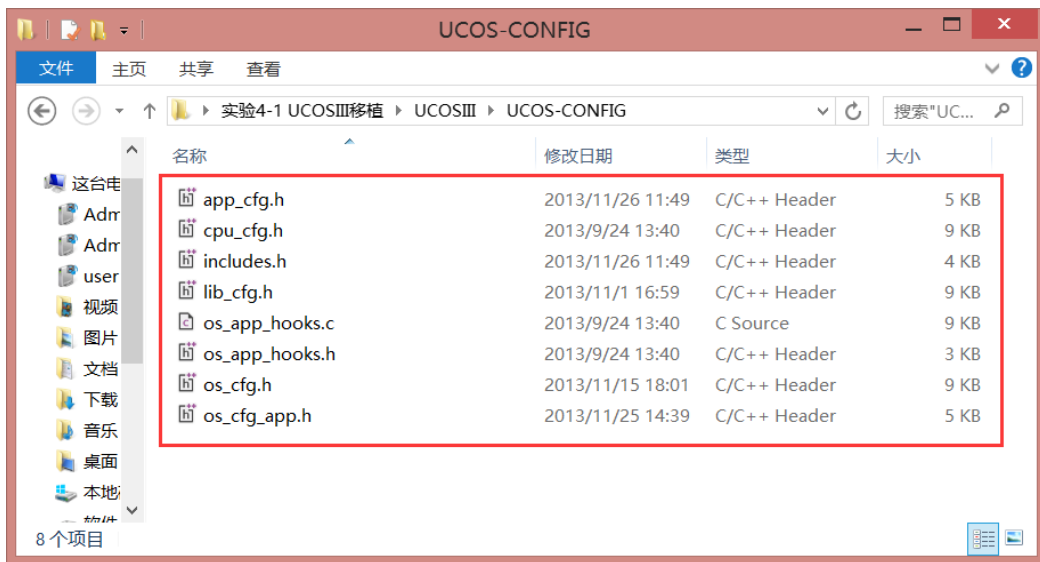 UCOS-CONFIG
文件 主页 共享 查看
实验4-1 UCOSIII移植 UCOSIII UCOS-CONFIG 搜索"UC...
名称 修改日期 类型 大小
这台电
Adm
Adm
user
视频
图片
文档
下载
音乐
桌面
本地
软件
app_cfg.h 2013/11/26 11:49 C/C++ Header 5 KB
cpu_cfg.h 2013/9/24 13:40 C/C++ Header 9 KB
includes.h 2013/11/26 11:49 C/C++ Header 4 KB
lib_cfg.h 2013/11/1 16:59 C/C++ Header 9 KB
os_app_hooks.c 2013/9/24 13:40 C Source 9 KB
os_app_hooks.h 2013/9/24 13:40 C/C++ Header 3 KB
os_cfg.h 2013/11/15 18:01 C/C++ Header 9 KB
os_cfg_app.h 2013/11/25 14:39 C/C++ Header 5 KB
8 个项目